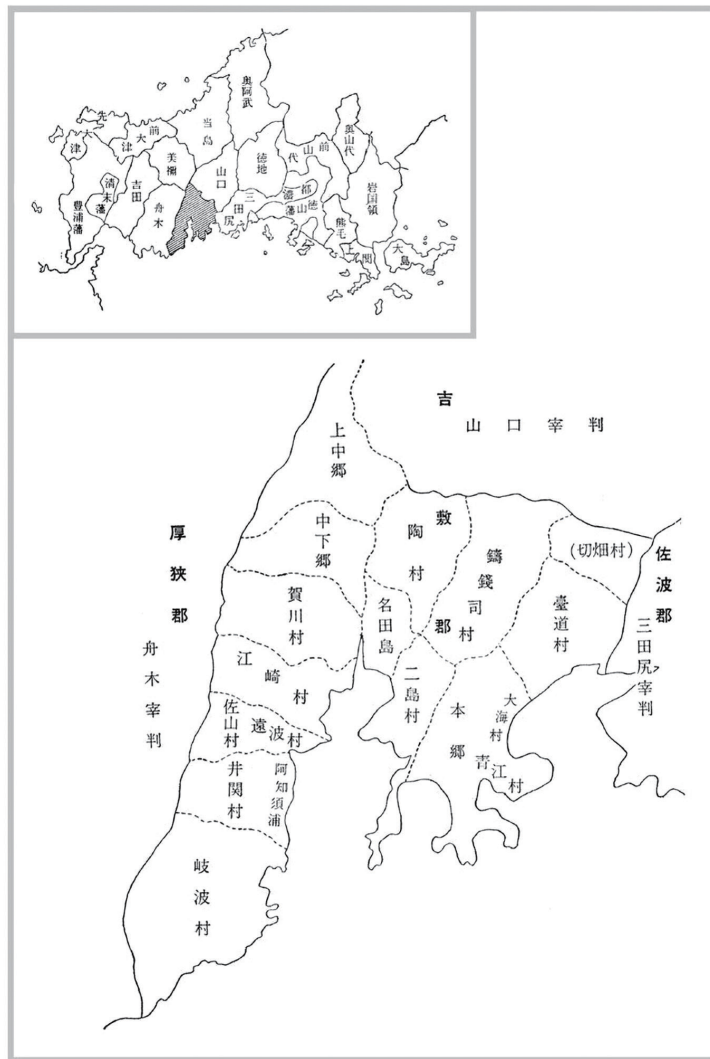 奥阿武
当島
先大津
前大津
美禰
吉田
清末藩
豊浦藩
舟木
山口
徳地
三田尻
前山代
奥山代
岩国領
都濃
徳山藩
熊毛
上関
大島
吉敷郡
山口宰判
上中郷
中下郷
賀川村
江崎村
佐山村
遠波村
井関村
阿知須浦
岐波村
陶村
名田島
鋳銭司村
二島村
本郷
大海村
青江村
臺道村
(切畑村)
佐波郡
三田尻宰判
厚狭郡
舟木宰判